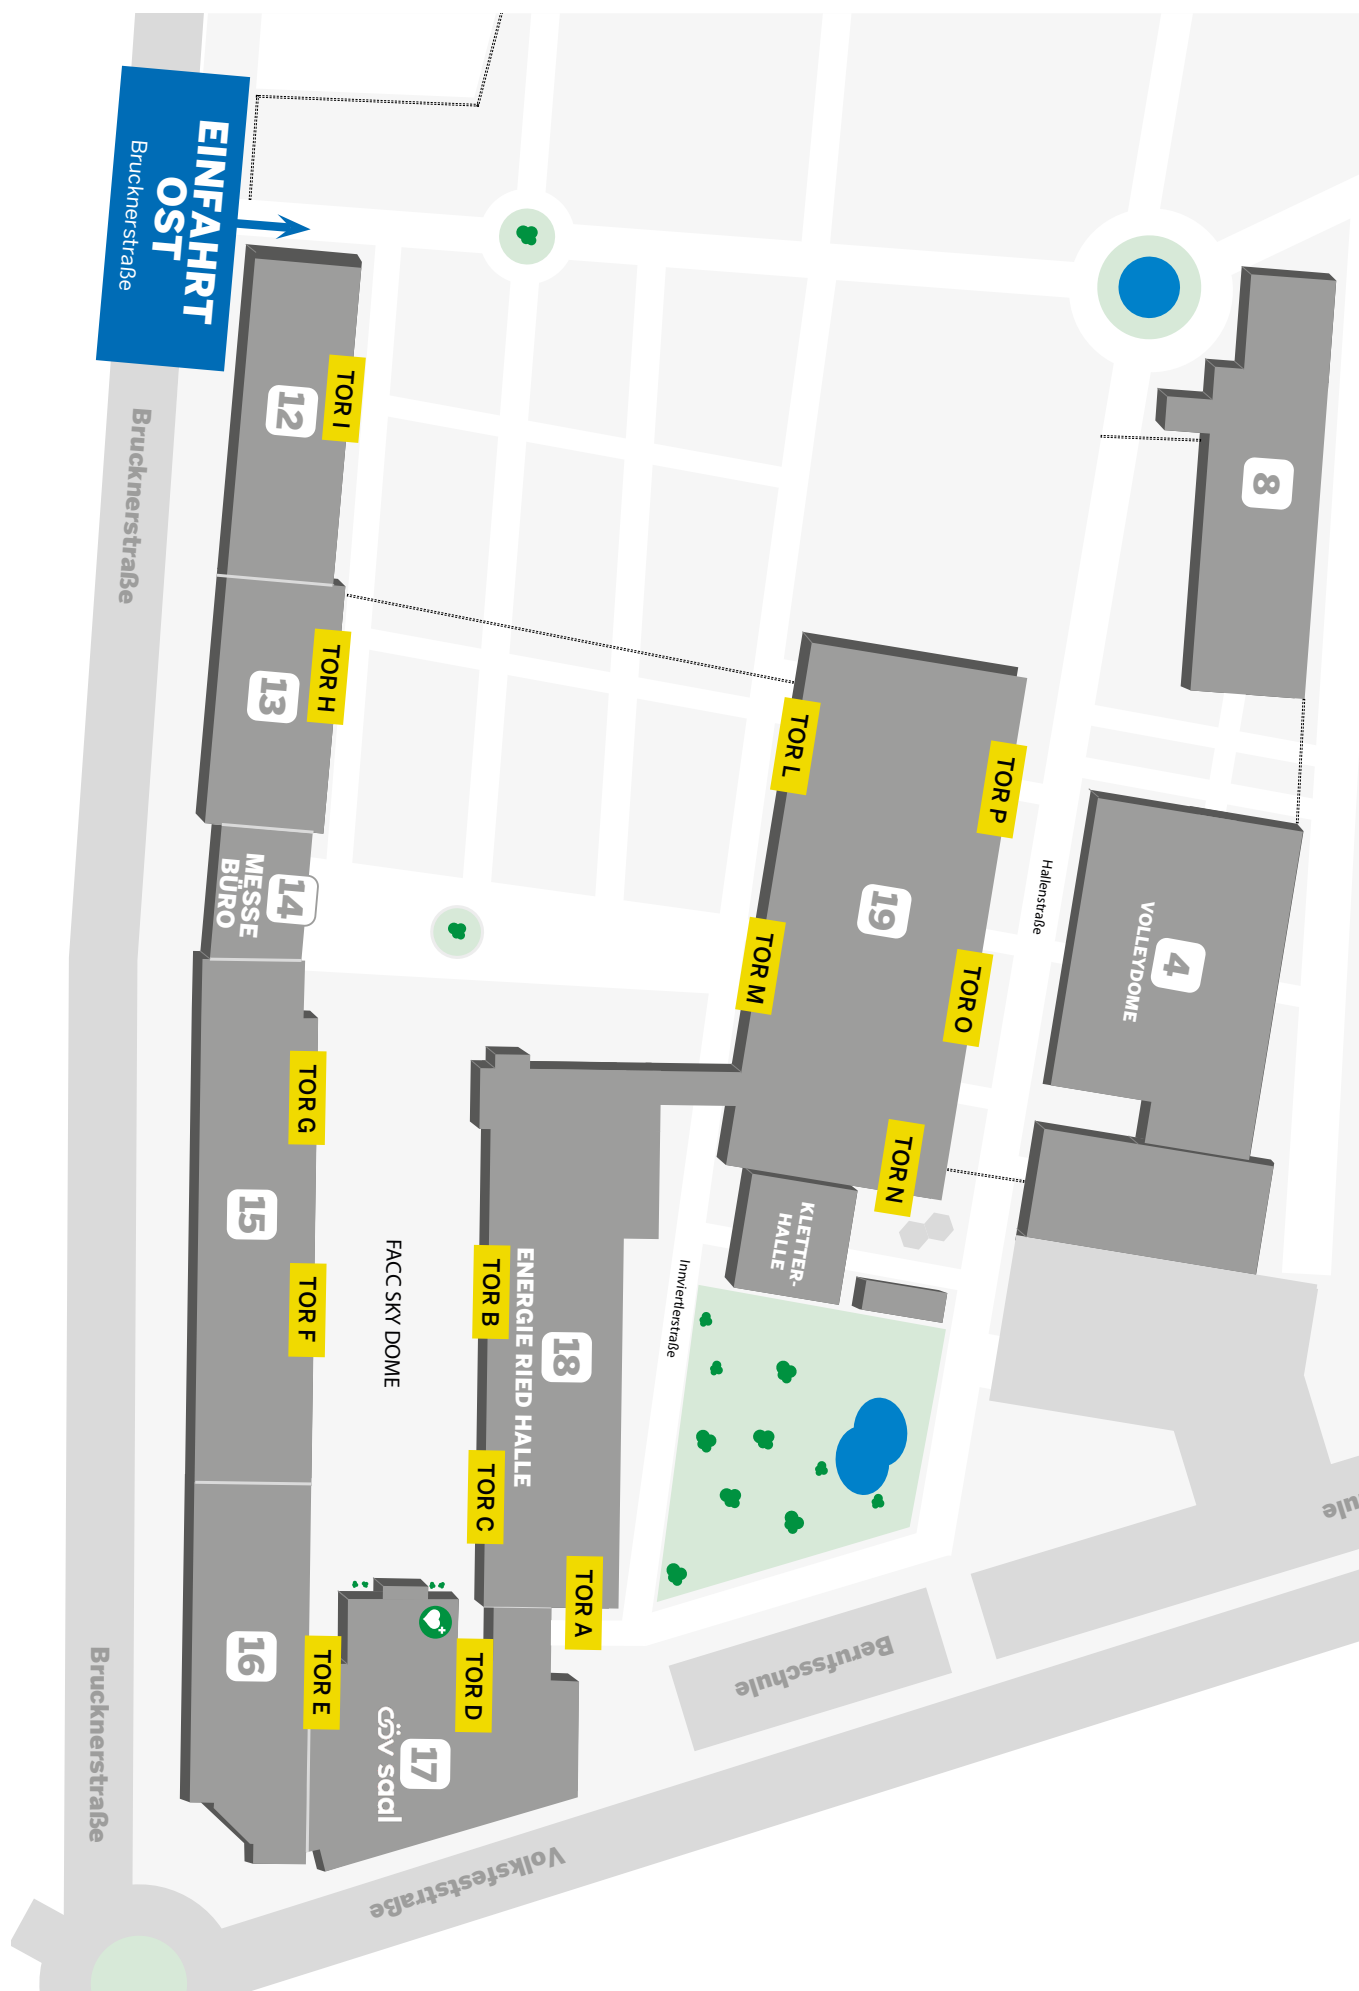 EINFAHRT
OST
Brucknerstraße
Brucknerstraße
Brucknerstraße
12
TOR I
13
TOR H
14
MESSE
BÜRO
15
TOR G
TOR F
16
TOR E
FACC SKY DOME
17
ÖÖV saal
TOR D
18
ENERGIE RIED HALLE
TOR B
TOR C
TOR A
19
TOR L
TOR M
TOR P
TOR O
TOR N
KLETTER-
HALLE
Innviertlerstraße
Hallenstraße
8
4
VOLLEYDOME
Berufsschule
Volksfeststraße